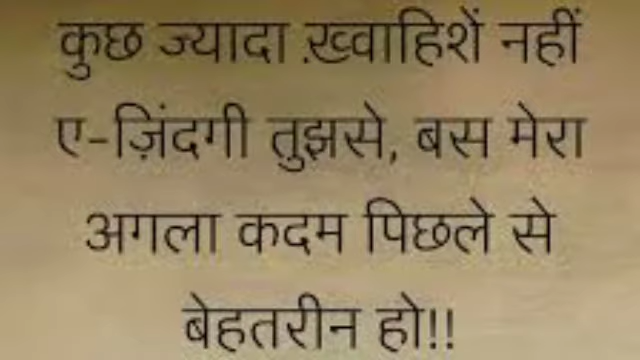 कुछ ज्यादा ख़्वाहिशें नहीं
ए-ज़िंदगी तुझसे, बस मेरा
अगला कदम पिछले से
बेहतरीन हो!!